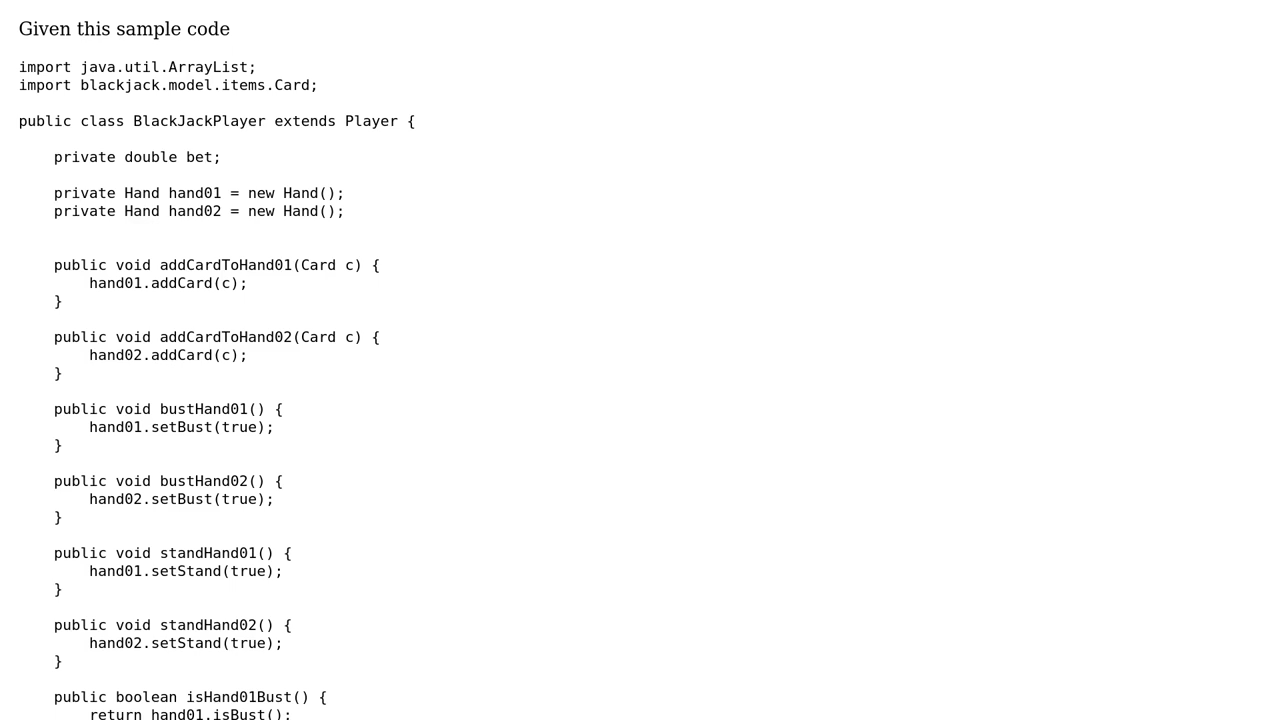 Given this sample code
import java.util.ArrayList;
import blackjack.model.items.Card;
public class BlackJackPlayer extends Player {
private double bet;
private Hand hand01 = new Hand();
private Hand hand02 = new Hand();
public void addCardToHand01(Card c) {
hand01.addCard(c);
}
public void addCardToHand02(Card c) {
hand02.addCard(c);
}
public void bustHand01() {
hand01.setBust(true);
}
public void bustHand02() {
hand02.setBust(true);
}
public void standHand01() {
hand01.setStand(true);
}
public void standHand02() {
hand02.setStand(true);
}
public boolean isHand01Bust() {
return hand01.isBust();